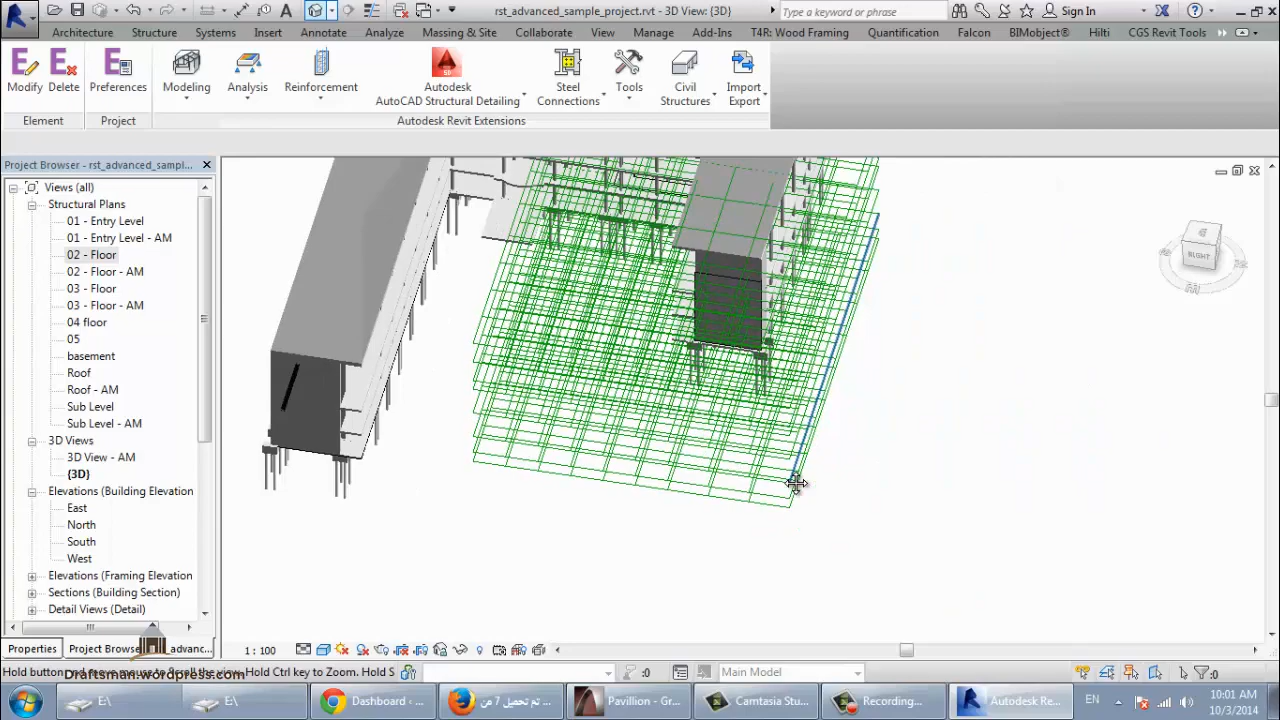 rst_advanced_sample_project.rvt - 3D View: {3D}
Type a keyword or phrase
Sign In
Architecture Structure Systems Insert Annotate Analyze Massing & Site Collaborate View Manage Add-Ins T4R: Wood Framing Quantification Falcon BIMobject® Hilti CGS Revit Tools
Modify Delete Preferences Modeling Analysis Reinforcement Autodesk AutoCAD Structural Detailing Steel Connections Tools Civil Structures Import Export
Element Project Autodesk Revit Extensions
Project Browser - rst_advanced_sampl...
Views (all)
Structural Plans
01 - Entry Level
01 - Entry Level - AM
02 - Floor
02 - Floor - AM
03 - Floor
03 - Floor - AM
04 floor
05
basement
Roof
Roof - AM
Sub Level
Sub Level - AM
3D Views
3D View - AM
{3D}
Elevations (Building Elevation
East
North
South
West
Elevations (Framing Elevation
Sections (Building Section)
Detail Views (Detail)
RIGHT
Properties
1 : 100
:0
Main Model
:0
Draftsman.wordpress.com
E:\
E:\
Dashboard - ...
تم تحميل 7 من ...
Pavillion - Gr...
Camtasia Stu...
Recording...
Autodesk Re...
EN
10:01 AM
10/3/2014